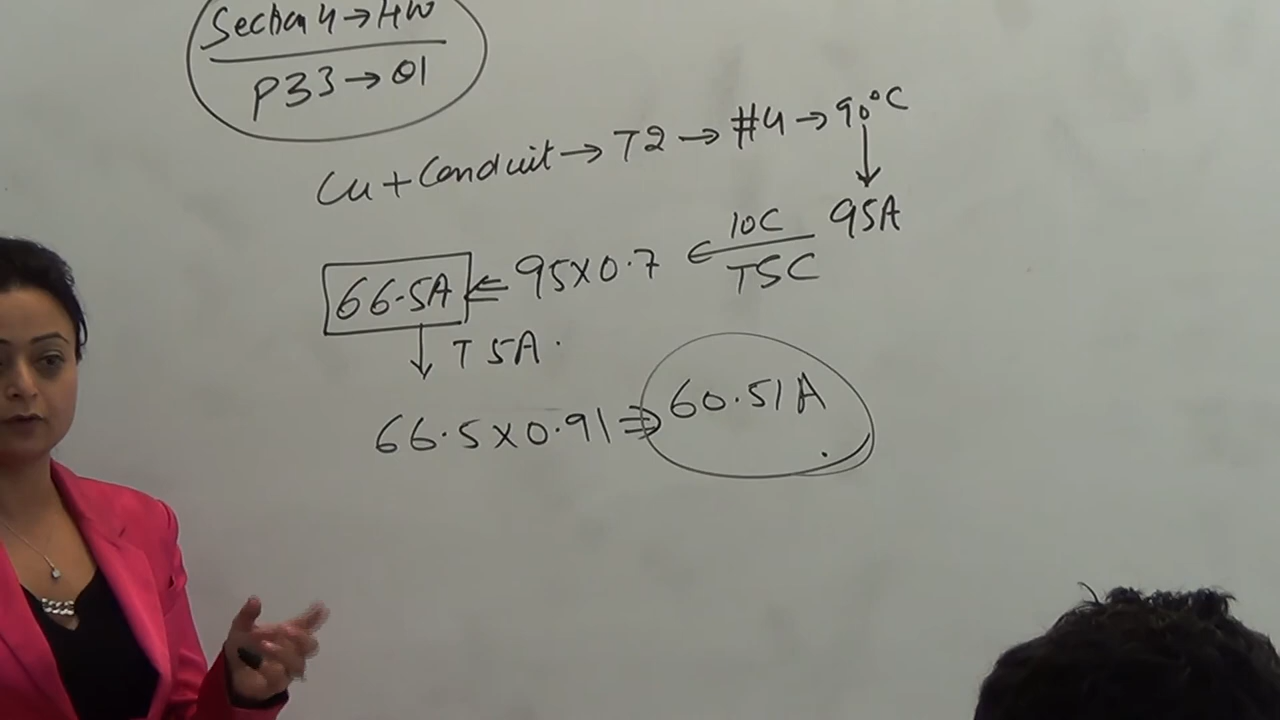 Section 4 → HW
P33 → Q1
Cu + Conduit → T2 → #4 → 90°C
95A
10C
T5C
66.5A ⇐ 95×0.7 ←
↓ T5A.
66.5×0.91 ⇒ 60.51A